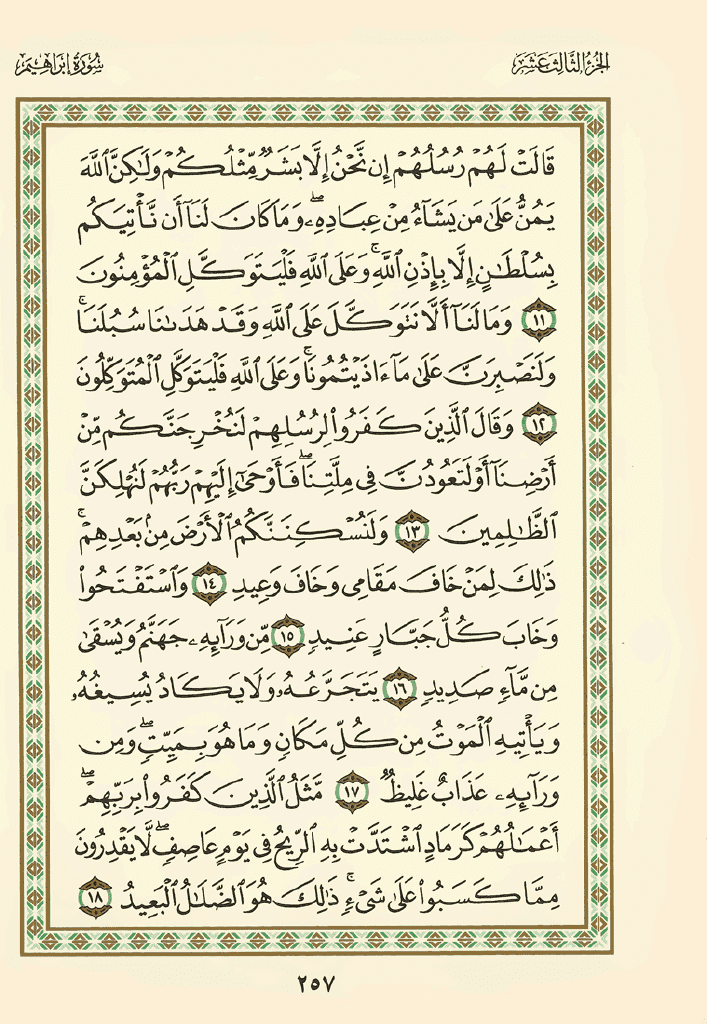 الجزء الثالث عشر
سورة إبراهيم
قَالَتْ لَهُمْ رُسُلُهُمْ إِن نَّحْنُ إِلَّا بَشَرٌ مِّثْلُكُمْ وَلَٰكِنَّ ٱللَّهَ
يَمُنُّ عَلَىٰ مَن يَشَآءُ مِنْ عِبَادِهِۦ ۖ وَمَا كَانَ لَنَآ أَن نَّأْتِيَكُم
بِسُلْطَٰنٍ إِلَّا بِإِذْنِ ٱللَّهِ ۚ وَعَلَى ٱللَّهِ فَلْيَتَوَكَّلِ ٱلْمُؤْمِنُونَ
١١ وَمَا لَنَآ أَلَّا نَتَوَكَّلَ عَلَى ٱللَّهِ وَقَدْ هَدَىٰنَا سُبُلَنَا ۚ
وَلَنَصْبِرَنَّ عَلَىٰ مَآ ءَاذَيْتُمُونَا ۚ وَعَلَى ٱللَّهِ فَلْيَتَوَكَّلِ ٱلْمُتَوَكِّلُونَ
١٢ وَقَالَ ٱلَّذِينَ كَفَرُوا۟ لِرُسُلِهِمْ لَنُخْرِجَنَّكُم مِّنْ
أَرْضِنَآ أَوْ لَتَعُودُنَّ فِى مِلَّتِنَا ۖ فَأَوْحَىٰٓ إِلَيْهِمْ رَبُّهُمْ لَنُهْلِكَنَّ
ٱلظَّٰلِمِينَ ١٣ وَلَنُسْكِنَنَّكُمُ ٱلْأَرْضَ مِنۢ بَعْدِهِمْ ۚ
ذَٰلِكَ لِمَنْ خَافَ مَقَامِى وَخَافَ وَعِيدِ ١٤ وَٱسْتَفْتَحُوا۟
وَخَابَ كُلُّ جَبَّارٍ عَنِيدٍ ١٥ مِّن وَرَآئِهِۦ جَهَنَّمُ وَيُسْقَىٰ
مِن مَّآءٍ صَدِيدٍ ١٦ يَتَجَرَّعُهُۥ وَلَا يَكَادُ يُسِيغُهُۥ
وَيَأْتِيهِ ٱلْمَوْتُ مِن كُلِّ مَكَانٍ وَمَا هُوَ بِمَيِّتٍ ۖ وَمِن
وَرَآئِهِۦ عَذَابٌ غَلِيظٌ ١٧ مَّثَلُ ٱلَّذِينَ كَفَرُوا۟ بِرَبِّهِمْ ۖ
أَعْمَٰلُهُمْ كَرَمَادٍ ٱشْتَدَّتْ بِهِ ٱلرِّيحُ فِى يَوْمٍ عَاصِفٍ ۖ لَّا يَقْدِرُونَ
مِمَّا كَسَبُوا۟ عَلَىٰ شَىْءٍ ۚ ذَٰلِكَ هُوَ ٱلضَّلَٰلُ ٱلْبَعِيدُ ١٨
٢٥٧